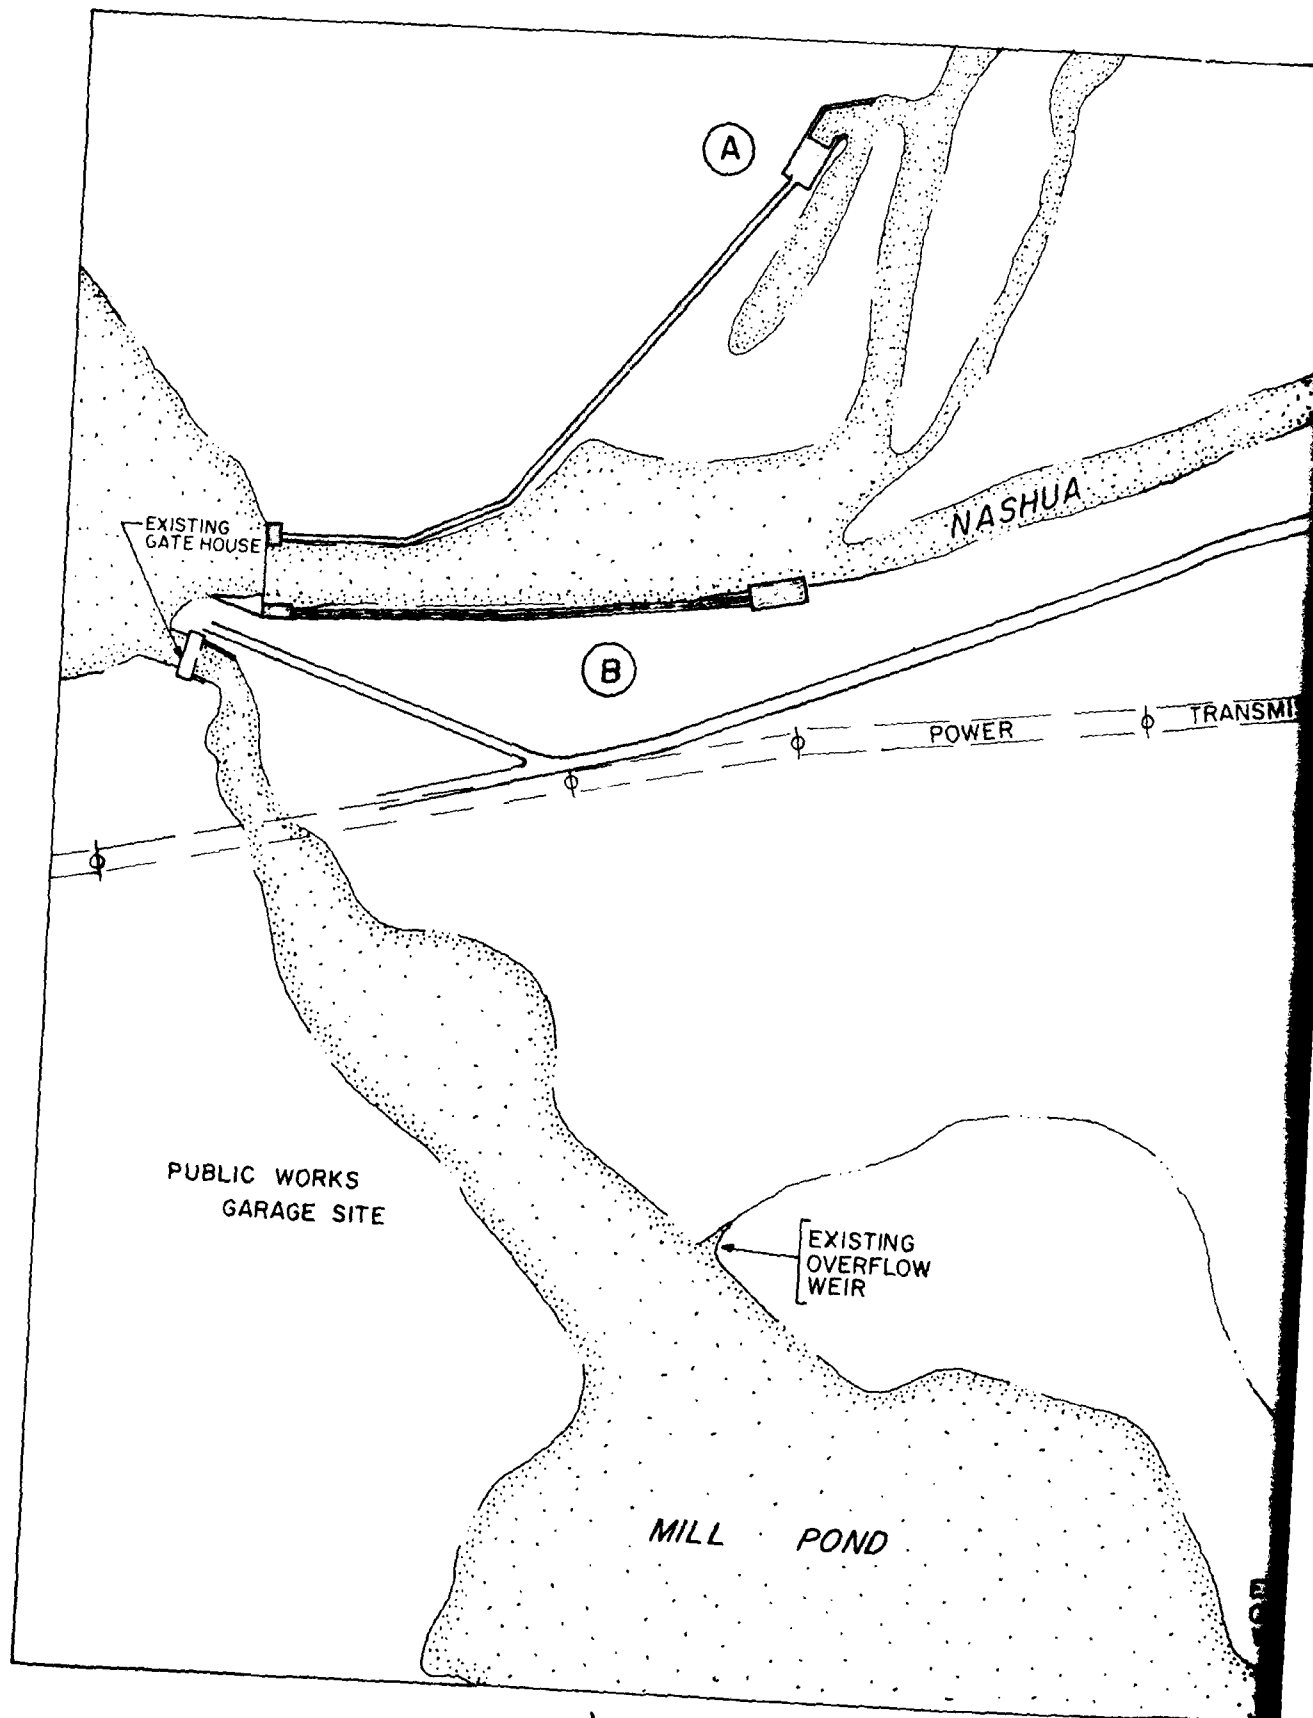 A
EXISTING
GATE HOUSE
NASHUA
B
POWER
TRANSMI
PUBLIC WORKS
GARAGE SITE
EXISTING
OVERFLOW
WEIR
MILL POND